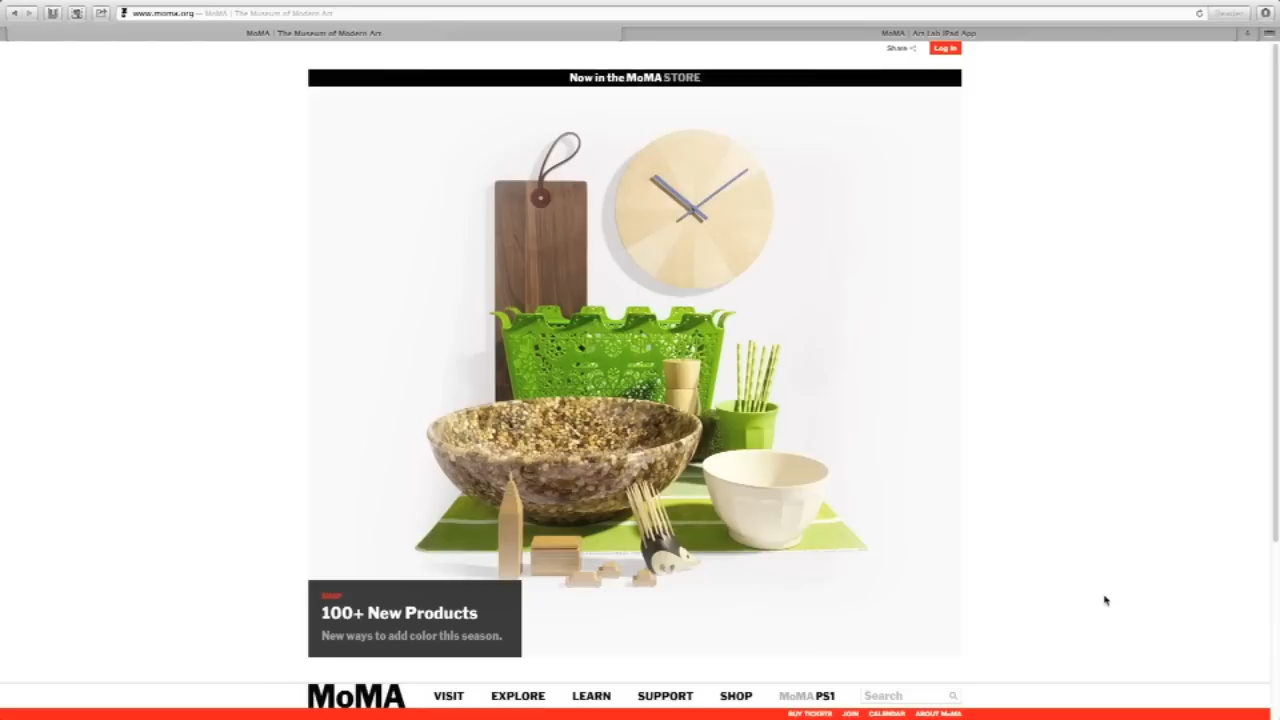 www.moma.org — MoMA | The Museum of Modern Art
Reader
MoMA | The Museum of Modern Art
MoMA | Art Lab iPad App
Share
Log In
Now in the MoMA STORE
100+ New Products
New ways to add color this season.
MoMA
VISIT
EXPLORE
LEARN
SUPPORT
SHOP
MoMA PS1
Search
BUY TICKETS
JOIN
CALENDAR
ABOUT MoMA